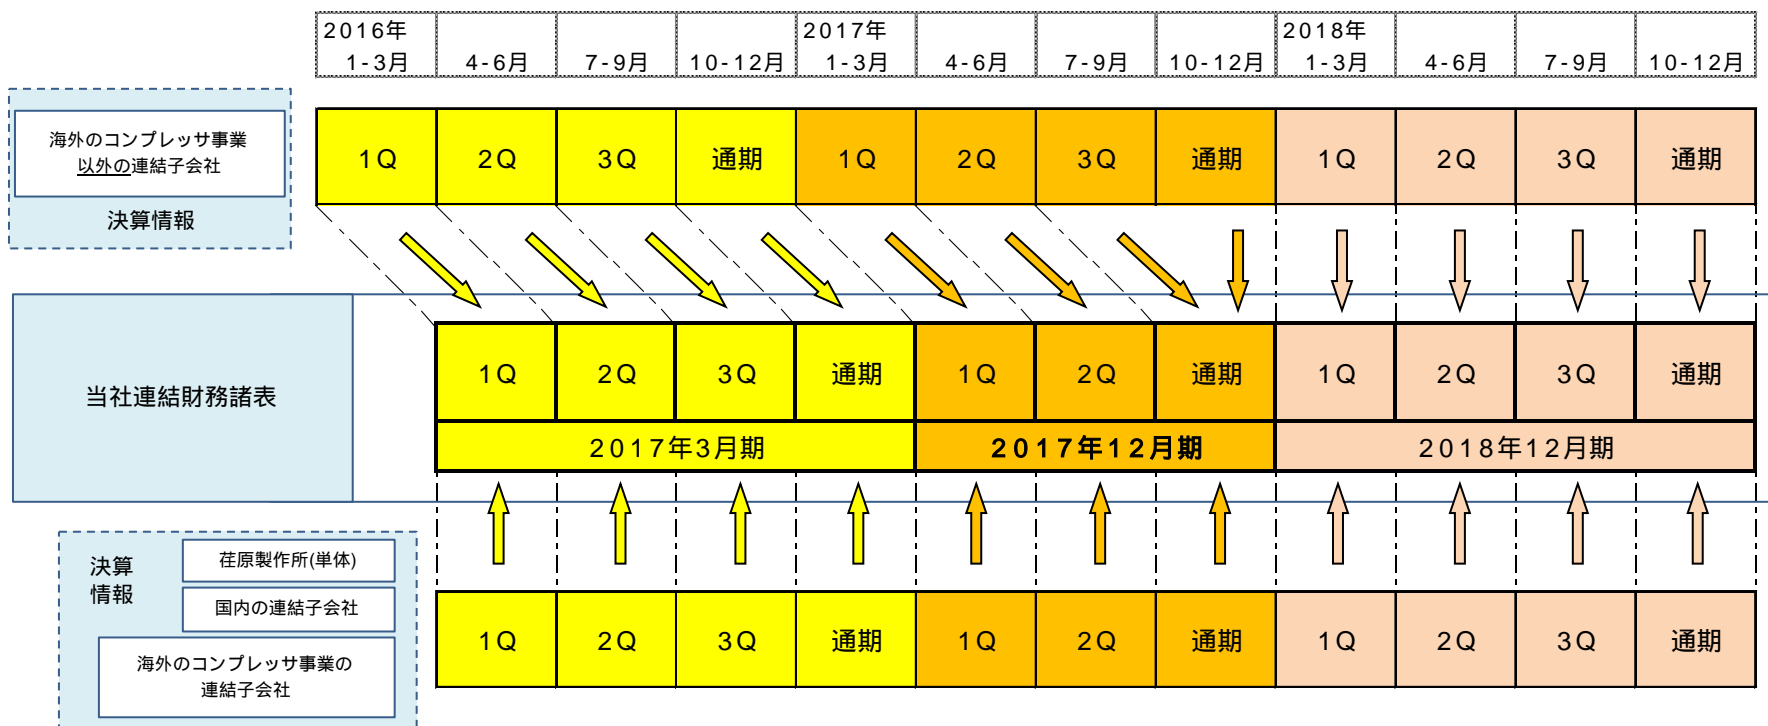 2016年 2017年 2018年
1-3月 4-6月 7-9月 10-12月 1-3月 4-6月 7-9月 10-12月 1-3月 4-6月 7-9月 10-12月
海外のコンプレッサ事業
以外の連結子会社
決算情報
1Q 2Q 3Q 通期 1Q 2Q 3Q 通期 1Q 2Q 3Q 通期
当社連結財務諸表
1Q 2Q 3Q 通期 1Q 2Q 通期 1Q 2Q 3Q 通期
2017年3月期 2017年12月期 2018年12月期
決算
情報
荏原製作所(単体)
国内の連結子会社
海外のコンプレッサ事業の
連結子会社
1Q 2Q 3Q 通期 1Q 2Q 通期 1Q 2Q 3Q 通期